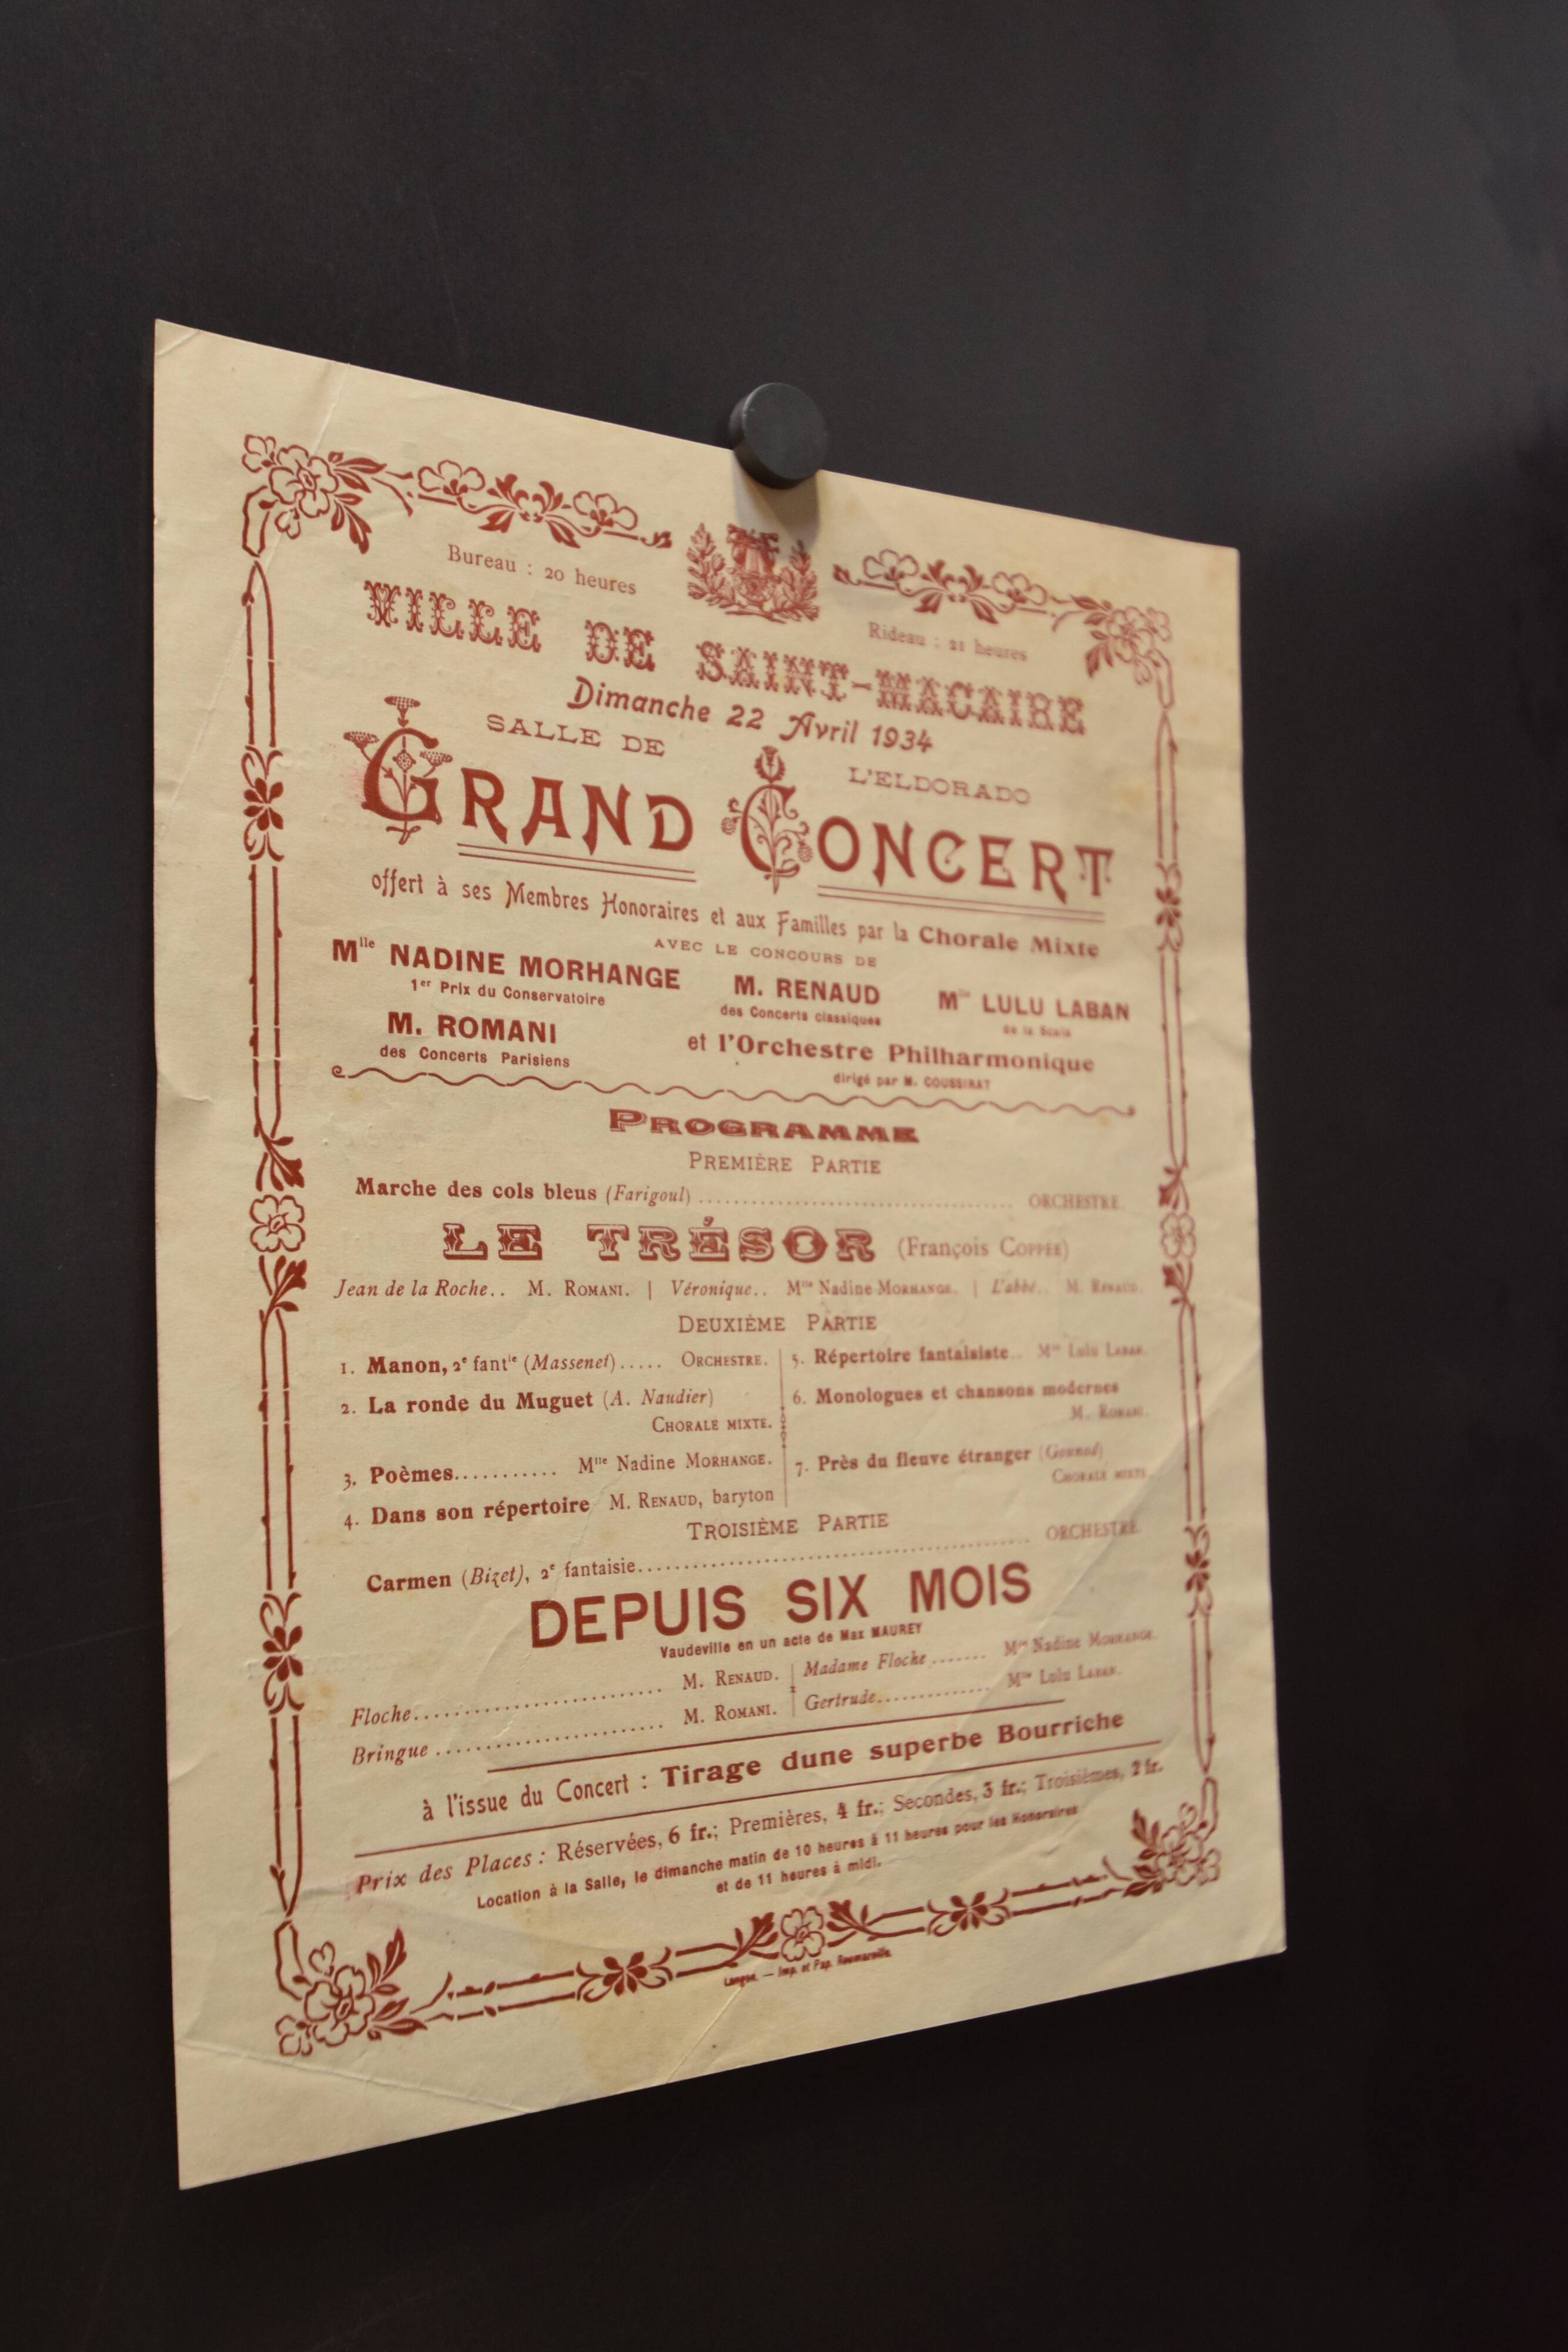 Bureau : 20 heures
Rideau : 21 heures
VILLE DE SAINT-MACAIRE
Dimanche 22 Avril 1934
SALLE DE L'ELDORADO
GRAND CONCERT
offert à ses Membres Honoraires et aux Familles par la Chorale Mixte
AVEC LE CONCOURS DE
Mlle NADINE MORHANGE
1er Prix du Conservatoire
M. RENAUD
des Concerts classiques
Mlle LULU LABAN
de la Scala
M. ROMANI
des Concerts Parisiens
et l'Orchestre Philharmonique
dirigé par M. COUSSIRAT
PROGRAMME
PREMIÈRE PARTIE
Marche des cols bleus (Farigoul) ........ ORCHESTRE.
LE TRÉSOR (François COPPÉE)
Jean de la Roche.. M. ROMANI. | Véronique.. Mlle Nadine MORHANGE. | L'abbé.. M. RENAUD.
DEUXIÈME PARTIE
1. Manon, 2e fantie (Massenet)..... ORCHESTRE.
2. La ronde du Muguet (A. Naudier)
CHORALE MIXTE.
3. Poèmes........... Mlle Nadine MORHANGE.
4. Dans son répertoire M. RENAUD, baryton
5. Répertoire fantaisiste.. Mlle Lulu LABAN.
6. Monologues et chansons modernes
M. ROMANI.
7. Près du fleuve étranger (Gounod)
CHORALE MIXTE.
TROISIÈME PARTIE
Carmen (Bizet), 2e fantaisie........ ORCHESTRE.
DEPUIS SIX MOIS
Vaudeville en un acte de Max MAUREY
Floche........ M. RENAUD.
Bringue ........ M. ROMANI.
Madame Floche ....... Mlle Nadine MORHANGE.
Gertrude........ Mlle Lulu LABAN.
à l'issue du Concert : Tirage dune superbe Bourriche
Prix des Places : Réservées, 6 fr.; Premières, 4 fr.; Secondes, 3 fr.; Troisièmes, 2 fr.
Location à la Salle, le dimanche matin de 10 heures à 11 heures pour les Honoraires
et de 11 heures à midi.
Langon. — Imp. et Pap.